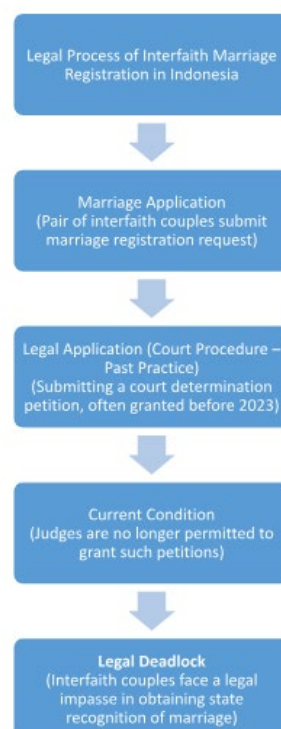 Legal Process of Interfaith Marriage
Registration in Indonesia
Marriage Application
(Pair of interfaith couples submit
marriage registration request)
Legal Application (Court Procedure –
Past Practice)
(Submitting a court determination
petition, often granted before 2023)
Current Condition
(Judges are no longer permitted to
grant such petitions)
Legal Deadlock
(Interfaith couples face a legal
impasse in obtaining state
recognition of marriage)